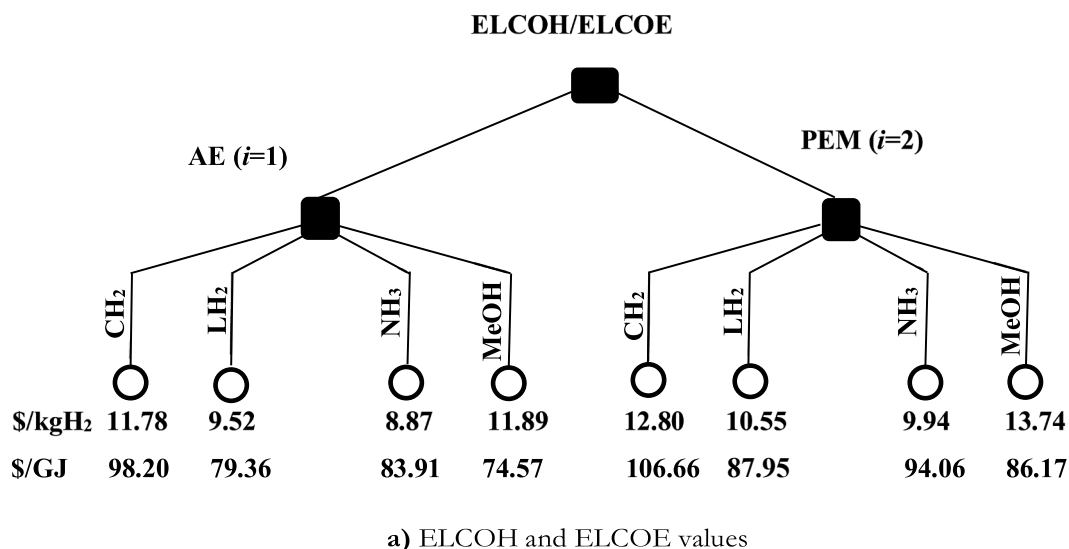 ELCOH/ELCOE
AE (i=1)
PEM (i=2)
CH₂ LH₂ NH₃ MeOH CH₂ LH₂ NH₃ MeOH
$/kgH₂ 11.78 9.52 8.87 11.89 12.80 10.55 9.94 13.74
$/GJ 98.20 79.36 83.91 74.57 106.66 87.95 94.06 86.17
a) ELCOH and ELCOE values